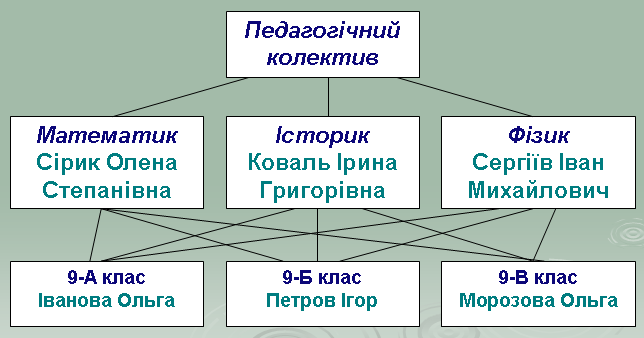 Педагогічний
колектив
Математик
Сірик Олена
Степанівна
Історик
Коваль Ірина
Григорівна
Фізик
Сергіїв Іван
Михайлович
9-А клас
Іванова Ольга
9-Б клас
Петров Ігор
9-В клас
Морозова Ольга